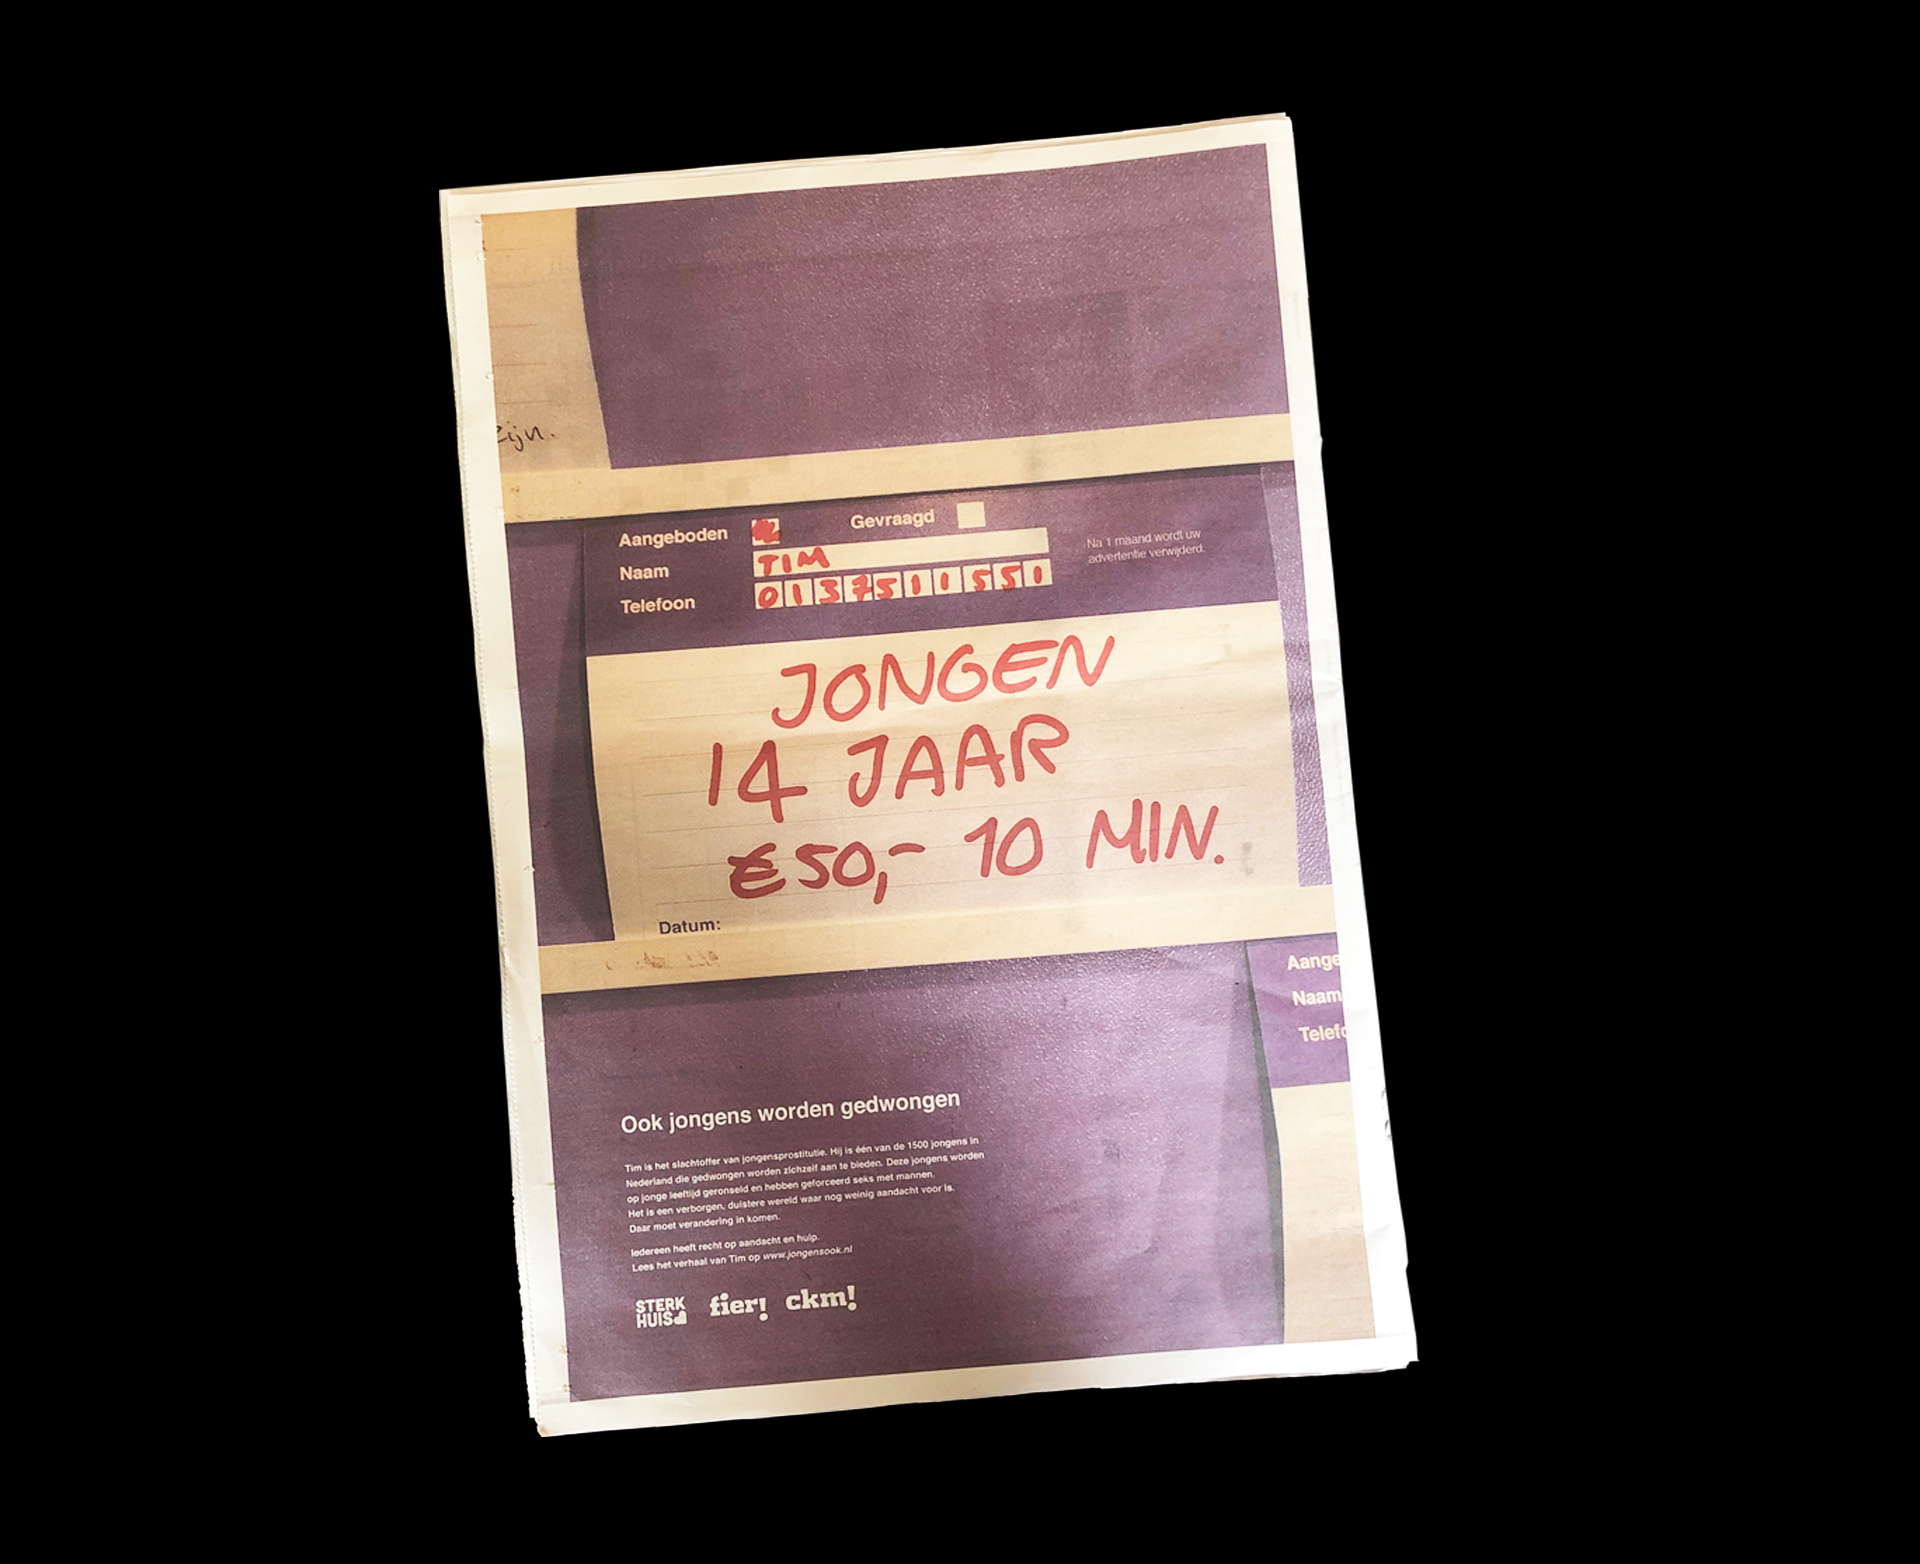 zijn.
Aangeboden Gevraagd
Naam TIM
Telefoon 0137511551
Na 1 maand wordt uw
advertentie verwijderd.
JONGEN
14 JAAR
€50,- 10 MIN.
Datum:
Aange
Naam
Telefo
Ook jongens worden gedwongen
Tim is het slachtoffer van jongensprostitutie. Hij is één van de 1500 jongens in
Nederland die gedwongen worden zichzelf aan te bieden. Deze jongens worden
op jonge leeftijd geronseld en hebben geforceerd seks met mannen.
Het is een verborgen, duistere wereld waar nog weinig aandacht voor is.
Daar moet verandering in komen.
Iedereen heeft recht op aandacht en hulp.
Lees het verhaal van Tim op www.jongensook.nl
STERK
HUIS
fier! ckm!